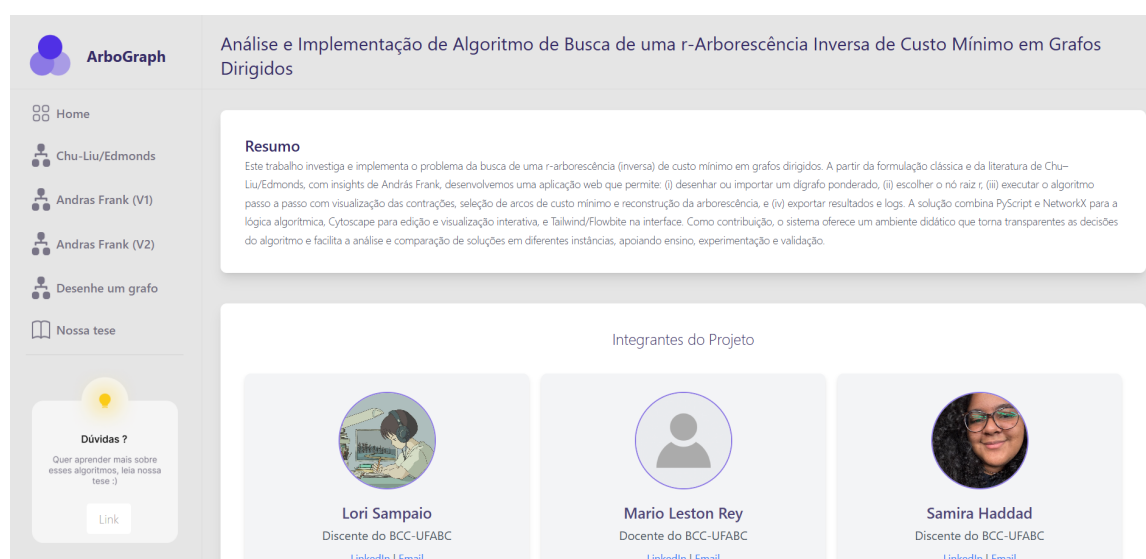 ArboGraph
Home
Chu-Liu/Edmonds
Andras Frank (V1)
Andras Frank (V2)
Desenhe um grafo
Nossa tese
Dúvidas ?
Quer aprender mais sobre
esses algoritmos, leia nossa
tese :)
Link
Análise e Implementação de Algoritmo de Busca de uma r-Arborescência Inversa de Custo Mínimo em Grafos
Dirigidos
Resumo
Este trabalho investiga e implementa o problema da busca de uma r-arborescência (inversa) de custo mínimo em grafos dirigidos. A partir da formulação clássica e da literatura de Chu–
Liu/Edmonds, com insights de András Frank, desenvolvemos uma aplicação web que permite: (i) desenhar ou importar um dígrafo ponderado, (ii) escolher o nó raiz r, (iii) executar o algoritmo
passo a passo com visualização das contrações, seleção de arcos de custo mínimo e reconstrução da arborescência, e (iv) exportar resultados e logs. A solução combina PyScript e NetworkX para a
lógica algorítmica, Cytoscape para edição e visualização interativa, e Tailwind/Flowbite na interface. Como contribuição, o sistema oferece um ambiente didático que torna transparentes as decisões
do algoritmo e facilita a análise e comparação de soluções em diferentes instâncias, apoiando ensino, experimentação e validação.
Integrantes do Projeto
Lori Sampaio
Discente do BCC-UFABC
LinkedIn | Email
Mario Leston Rey
Docente do BCC-UFABC
LinkedIn | Email
Samira Haddad
Discente do BCC-UFABC
LinkedIn | Email